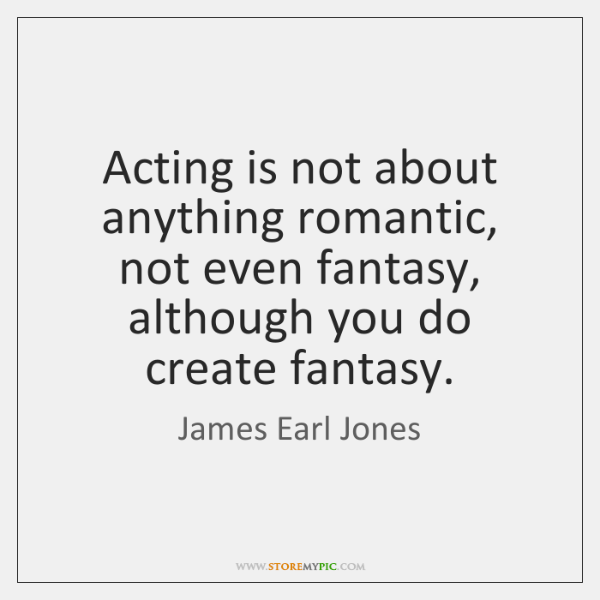 Acting is not about
anything romantic,
not even fantasy,
although you do
create fantasy.
James Earl Jones
WWW.STOREMYPIC.COM